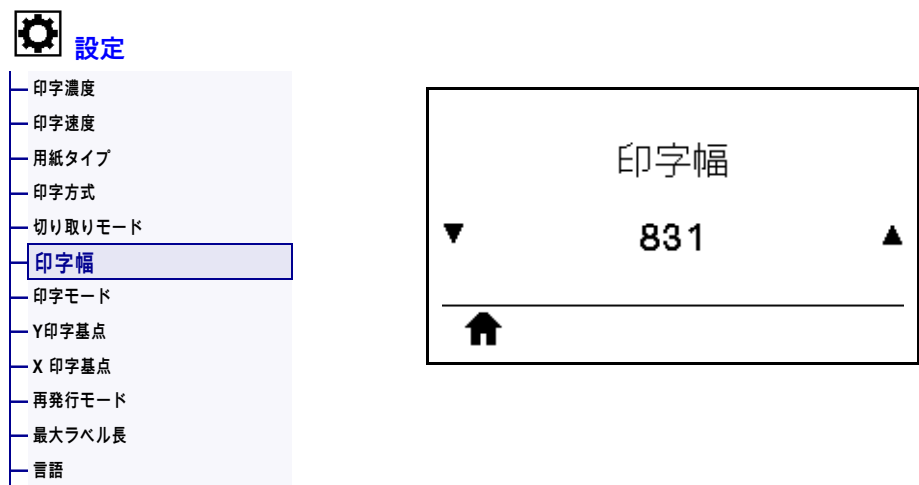 設定
印字濃度
印字速度
用紙タイプ
印字方式
切り取りモード
印字幅
印字モード
Y印字基点
X 印字基点
再発行モード
最大ラベル長
言語
印字幅
831